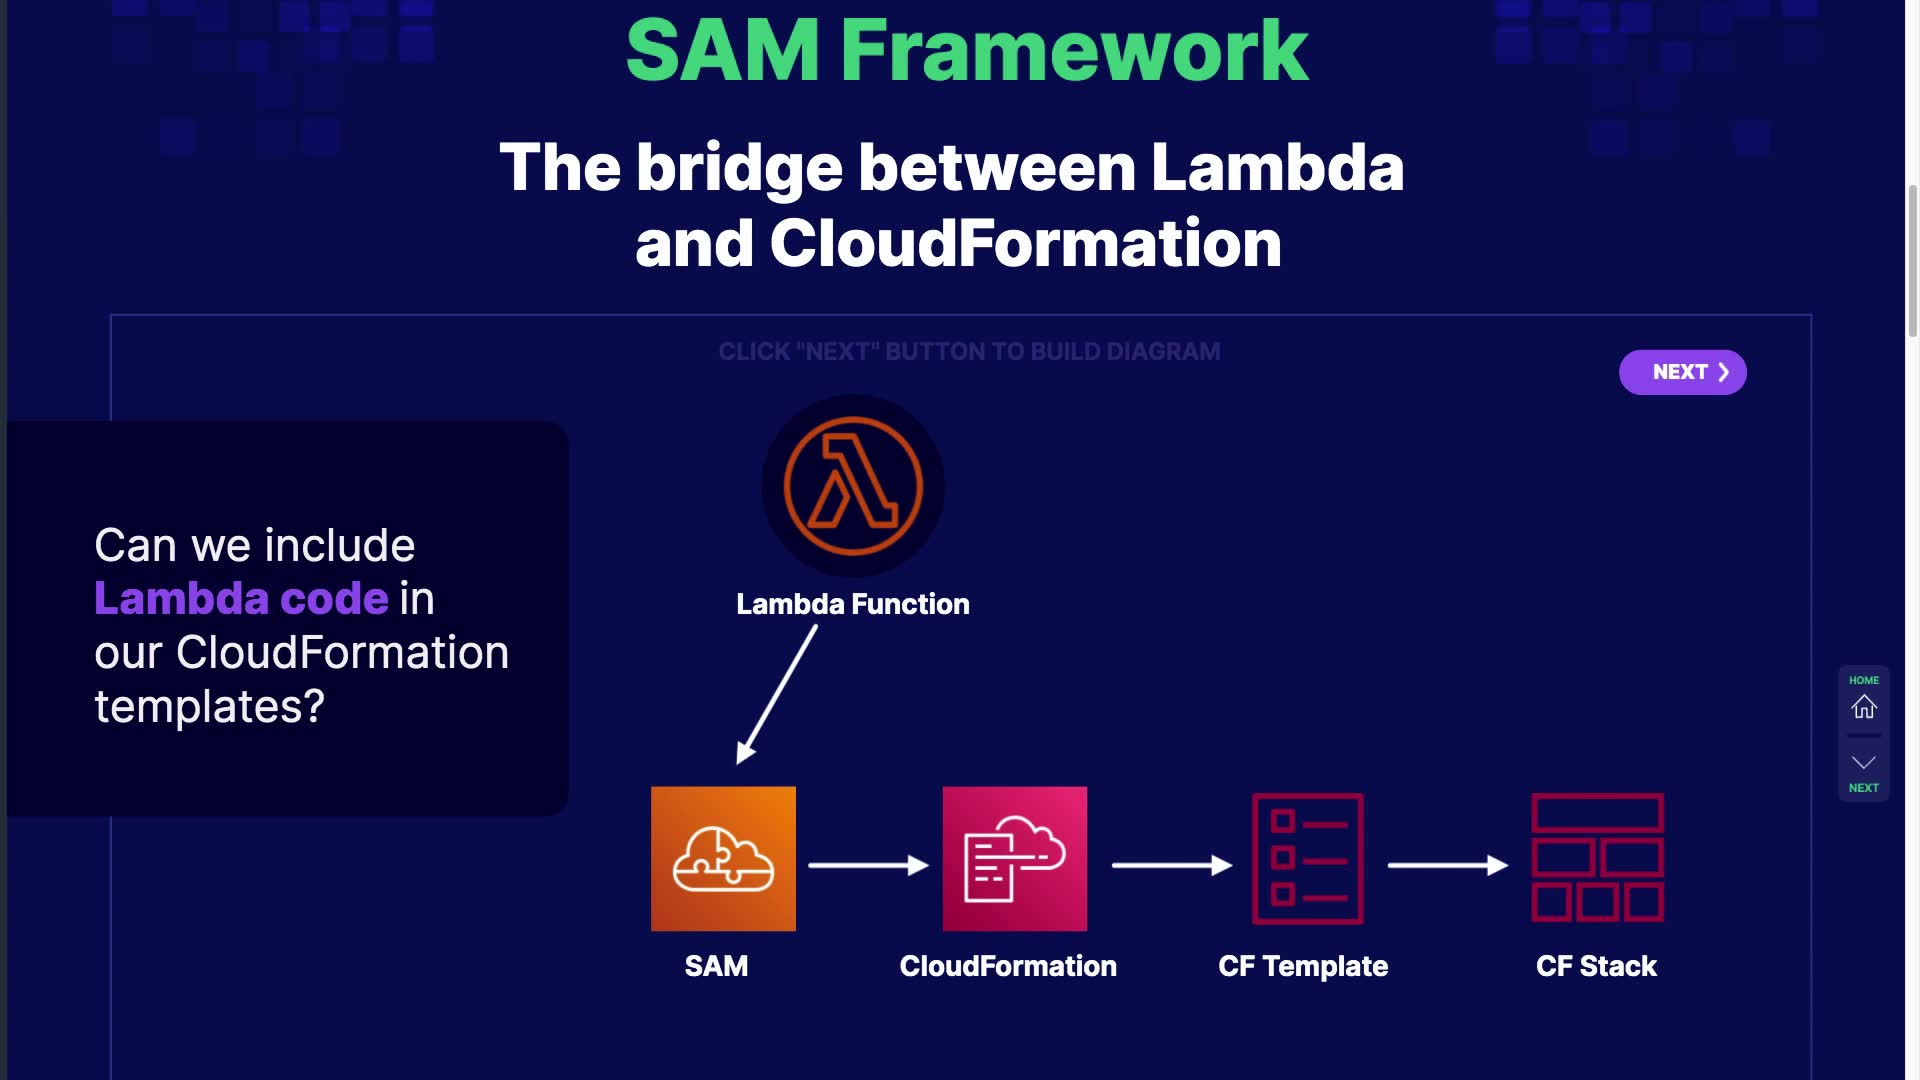 SAM Framework
The bridge between Lambda
and CloudFormation
CLICK "NEXT" BUTTON TO BUILD DIAGRAM
NEXT
Can we include
Lambda code in
our CloudFormation
templates?
Lambda Function
SAM
CloudFormation
CF Template
CF Stack
HOME
NEXT